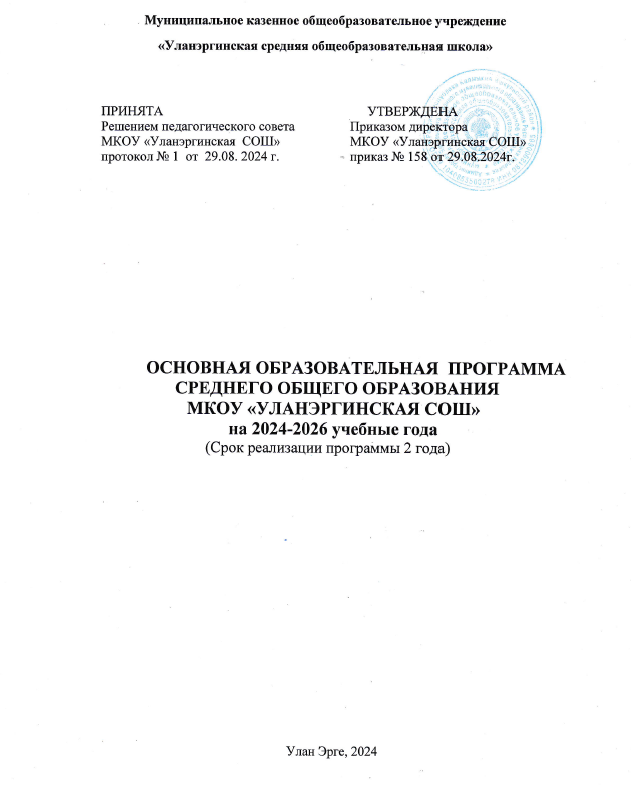 Муниципальное казенное общеобразовательное учреждение
«Уланэргинская средняя общеобразовательная школа»
ПРИНЯТА
Решением педагогического совета
МКОУ «Уланэргинская СОШ»
протокол № 1 от 29.08. 2024 г.
УТВЕРЖДЕНА
Приказом директора
МКОУ «Уланэргинская СОШ»
приказ № 158 от 29.08.2024г.
ОСНОВНАЯ ОБРАЗОВАТЕЛЬНАЯ ПРОГРАММА
СРЕДНЕГО ОБЩЕГО ОБРАЗОВАНИЯ
МКОУ «УЛАНЭРГИНСКАЯ СОШ»
на 2024-2026 учебные года
(Срок реализации программы 2 года)
Улан Эрге, 2024